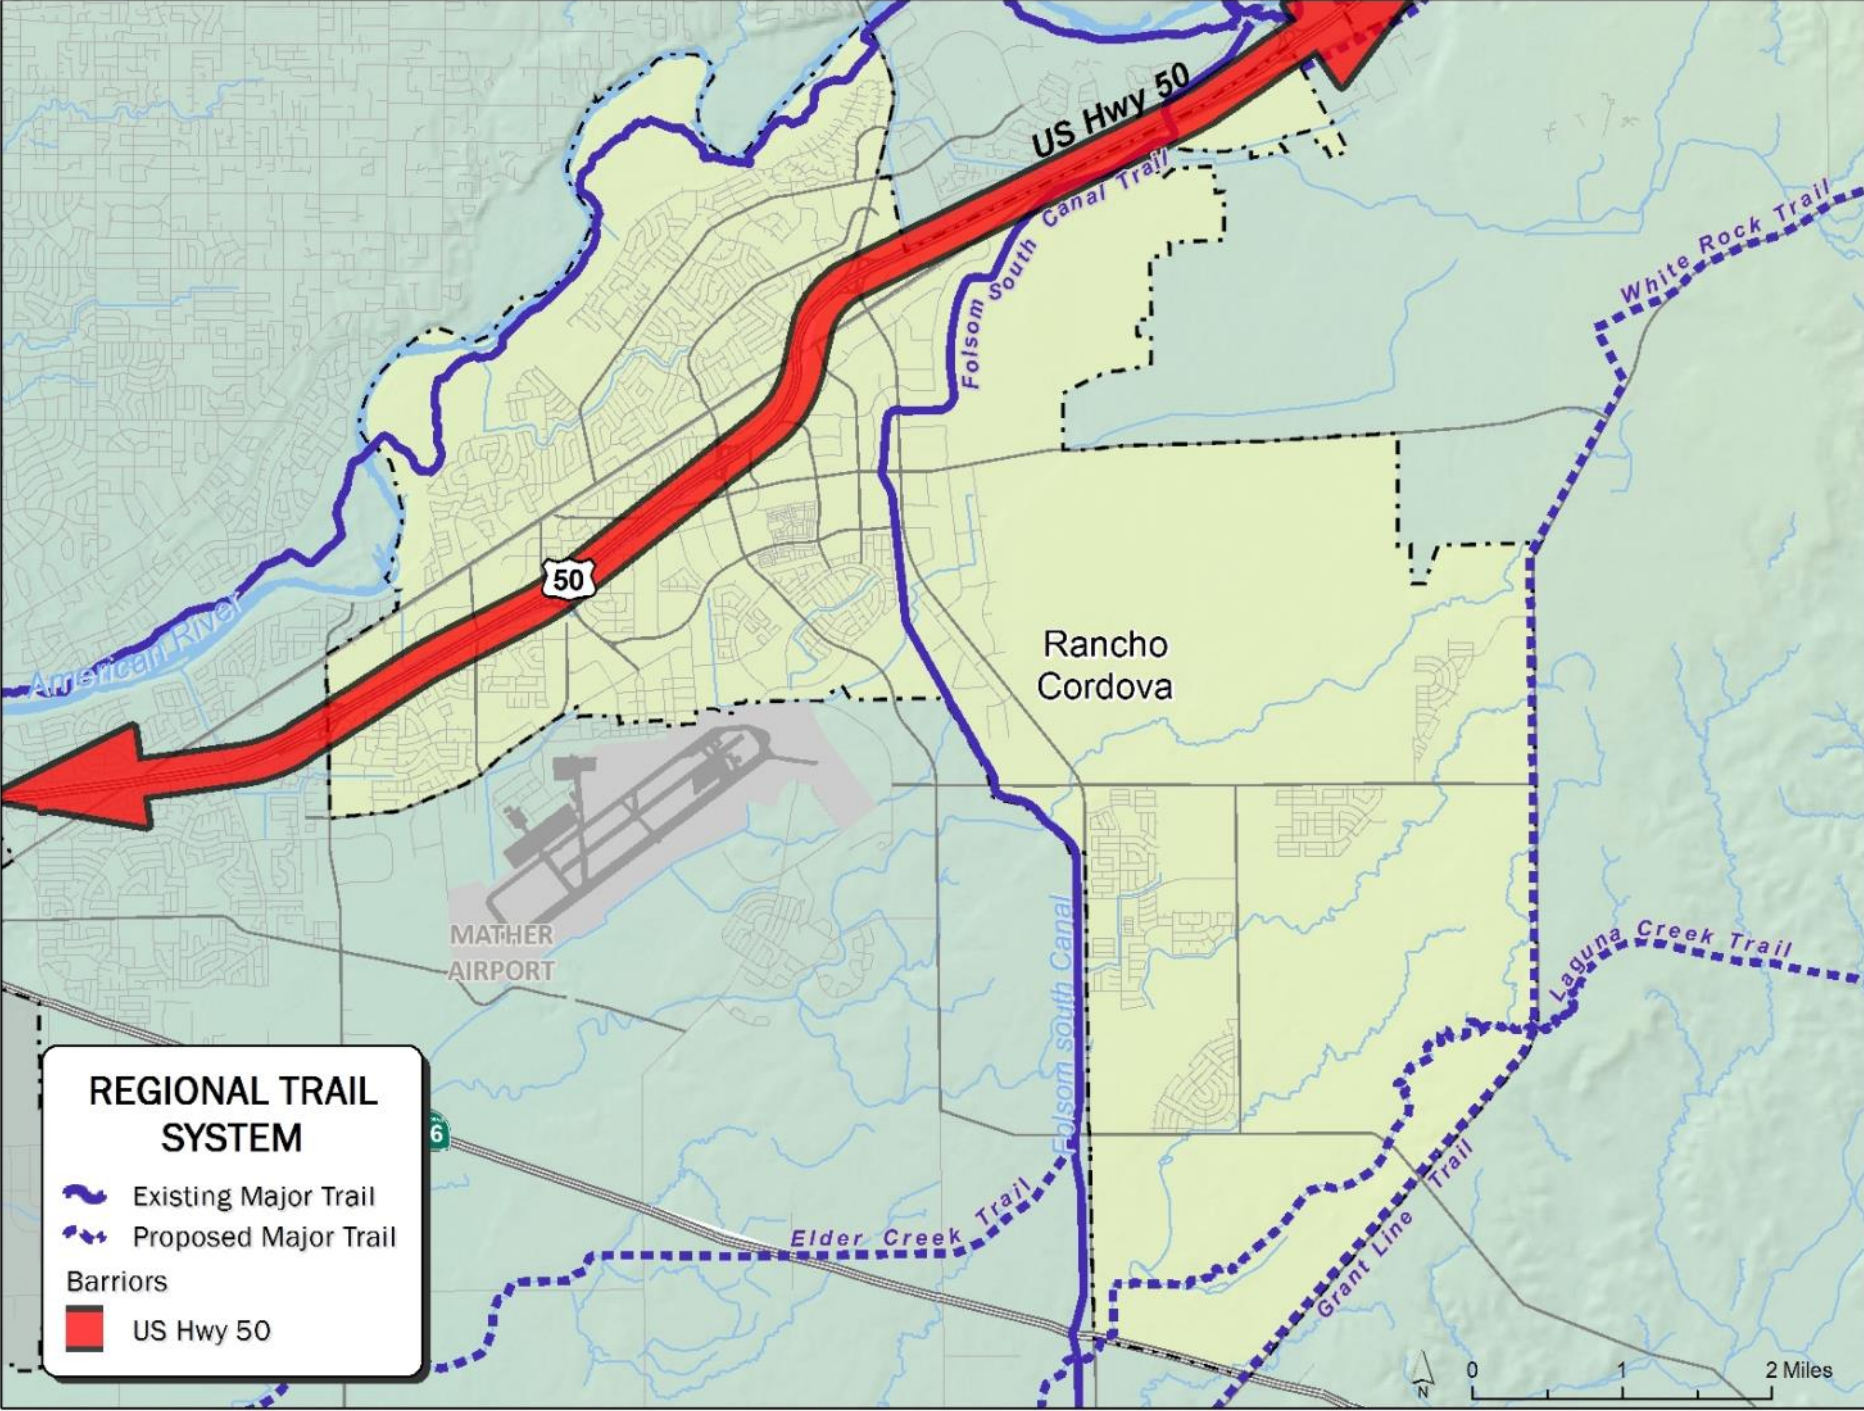 US Hwy 50
Folsom South Canal Trail
White Rock Trail
50
American River
Rancho
Cordova
MATHER
AIRPORT
Folsom south Canal
Laguna Creek Trail
Elder Creek Trail
Grant Line Trail
6
REGIONAL TRAIL
SYSTEM
Existing Major Trail
Proposed Major Trail
Barriors
US Hwy 50
N
0 1 2 Miles